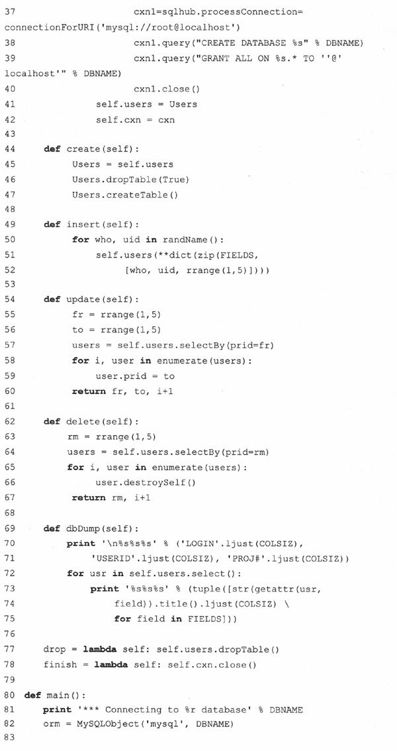 37 cxn1=sqlhub.processConnection=
connectionForURI('mysql://root@localhost')
38 cxn1.query("CREATE DATABASE %s" % DBNAME)
39 cxn1.query("GRANT ALL ON %s.* TO ''@'
localhost'" % DBNAME)
40 cxn1.close()
41 self.users = Users
42 self.cxn = cxn
43
44 def create(self):
45 Users = self.users
46 Users.dropTable(True)
47 Users.createTable()
48
49 def insert(self):
50 for who, uid in randName():
51 self.users(**dict(zip(FIELDS,
52 [who, uid, rrange(1,5)])))
53
54 def update(self):
55 fr = rrange(1,5)
56 to = rrange(1,5)
57 users = self.users.selectBy(prid=fr)
58 for i, user in enumerate(users):
59 user.prid = to
60 return fr, to, i+1
61
62 def delete(self):
63 rm = rrange(1,5)
64 users = self.users.selectBy(prid=rm)
65 for i, user in enumerate(users):
66 user.destroySelf()
67 return rm, i+1
68
69 def dbDump(self):
70 print '\n%s%s%s' % ('LOGIN'.ljust(COLSIZ),
71 'USERID'.ljust(COLSIZ), 'PROJ#'.ljust(COLSIZ))
72 for usr in self.users.select():
73 print '%s%s%s' % (tuple([str(getattr(usr,
74 field)).title().ljust(COLSIZ) \
75 for field in FIELDS]))
76
77 drop = lambda self: self.users.dropTable()
78 finish = lambda self: self.cxn.close()
79
80 def main():
81 print '*** Connecting to %r database' % DBNAME
82 orm = MySQLObject('mysql', DBNAME)
83